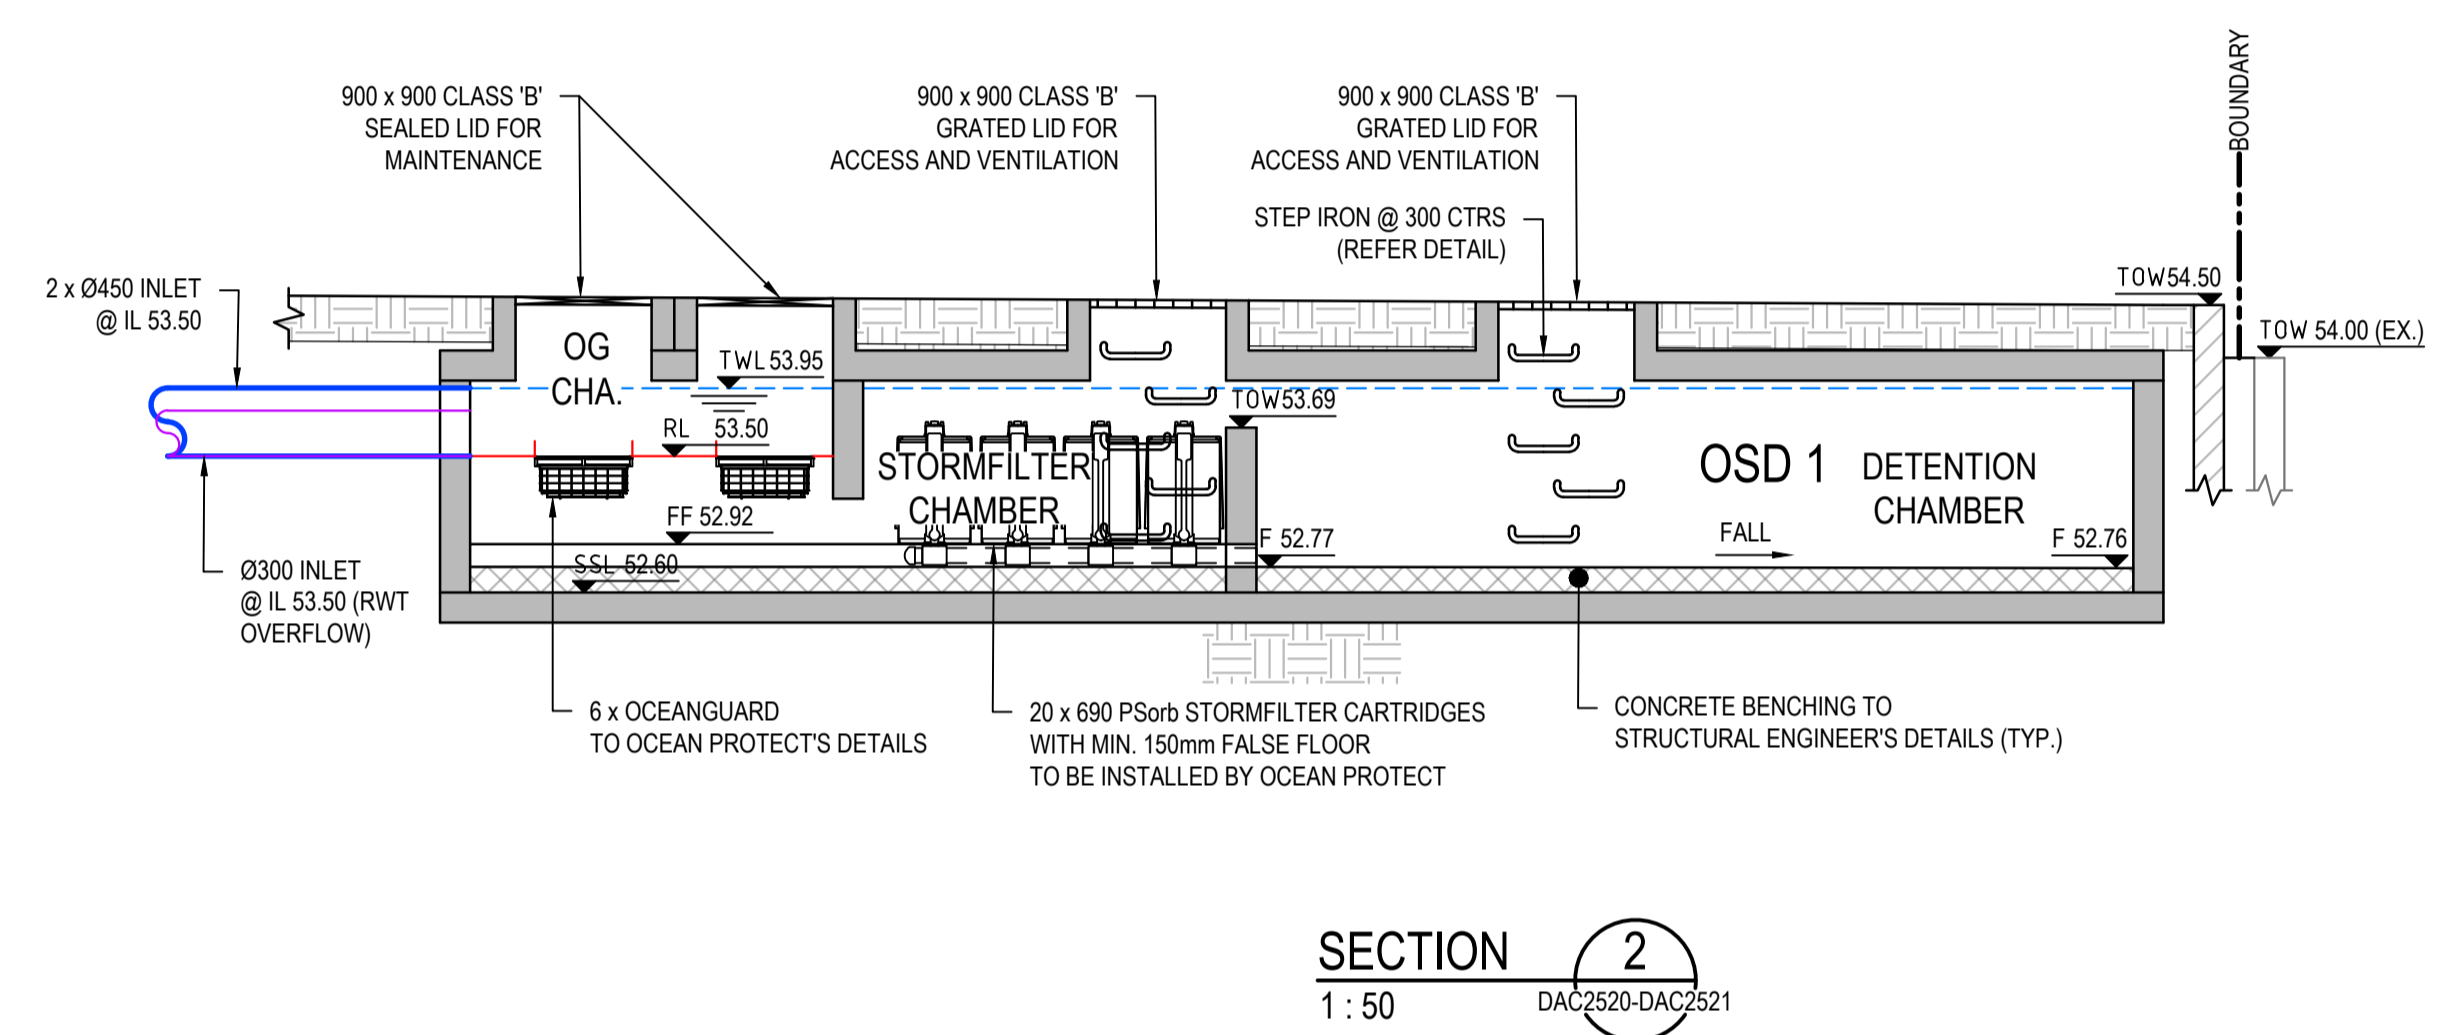 BOUNDARY
900 x 900 CLASS 'B'
SEALED LID FOR
MAINTENANCE
900 x 900 CLASS 'B'
GRATED LID FOR
ACCESS AND VENTILATION
900 x 900 CLASS 'B'
GRATED LID FOR
ACCESS AND VENTILATION
STEP IRON @ 300 CTRS
(REFER DETAIL)
2 x Ø450 INLET
@ IL 53.50
TOW54.50
TOW 54.00 (EX.)
OG
CHA.
TWL 53.95
RL 53.50
TOW53.69
STORMFILTER
CHAMBER
OSD 1
DETENTION
CHAMBER
FF 52.92
SSL 52.60
F 52.77
FALL
F 52.76
Ø300 INLET
@ IL 53.50 (RWT
OVERFLOW)
6 x OCEANGUARD
TO OCEAN PROTECT'S DETAILS
20 x 690 PSorb STORMFILTER CARTRIDGES
WITH MIN. 150mm FALSE FLOOR
TO BE INSTALLED BY OCEAN PROTECT
CONCRETE BENCHING TO
STRUCTURAL ENGINEER'S DETAILS (TYP.)
SECTION
2
1 : 50
DAC2520-DAC2521